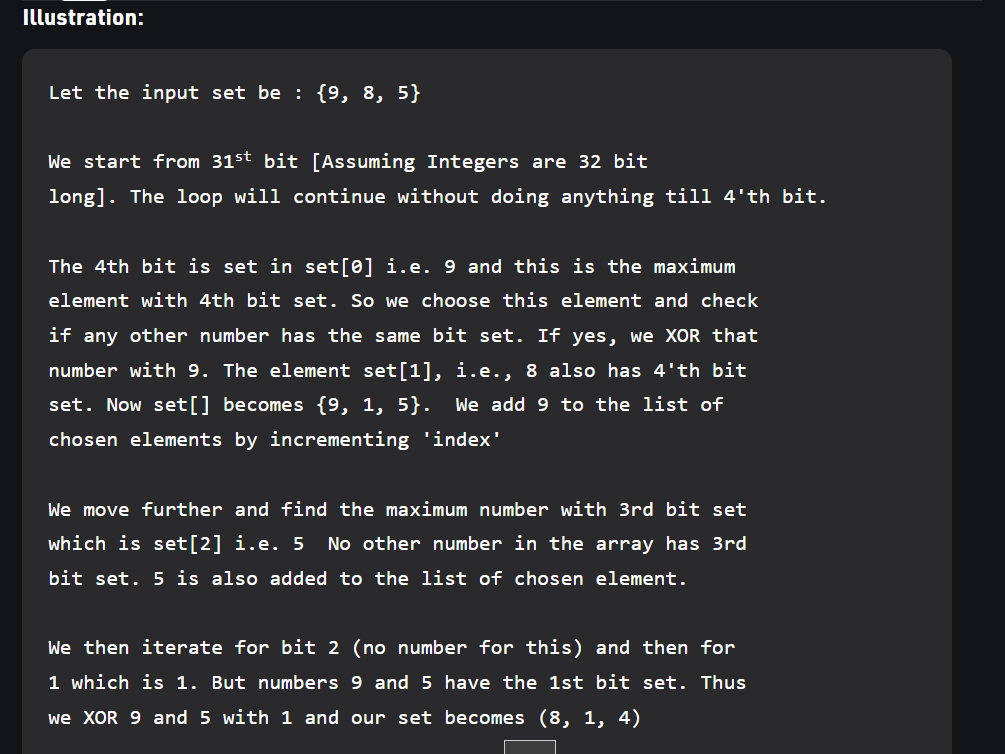 Illustration:
Let the input set be : {9, 8, 5}
We start from 31st bit [Assuming Integers are 32 bit
long]. The loop will continue without doing anything till 4'th bit.
The 4th bit is set in set[0] i.e. 9 and this is the maximum
element with 4th bit set. So we choose this element and check
if any other number has the same bit set. If yes, we XOR that
number with 9. The element set[1], i.e., 8 also has 4'th bit
set. Now set[] becomes {9, 1, 5}.  We add 9 to the list of
chosen elements by incrementing 'index'
We move further and find the maximum number with 3rd bit set
which is set[2] i.e. 5  No other number in the array has 3rd
bit set. 5 is also added to the list of chosen element.
We then iterate for bit 2 (no number for this) and then for
1 which is 1. But numbers 9 and 5 have the 1st bit set. Thus
we XOR 9 and 5 with 1 and our set becomes (8, 1, 4)